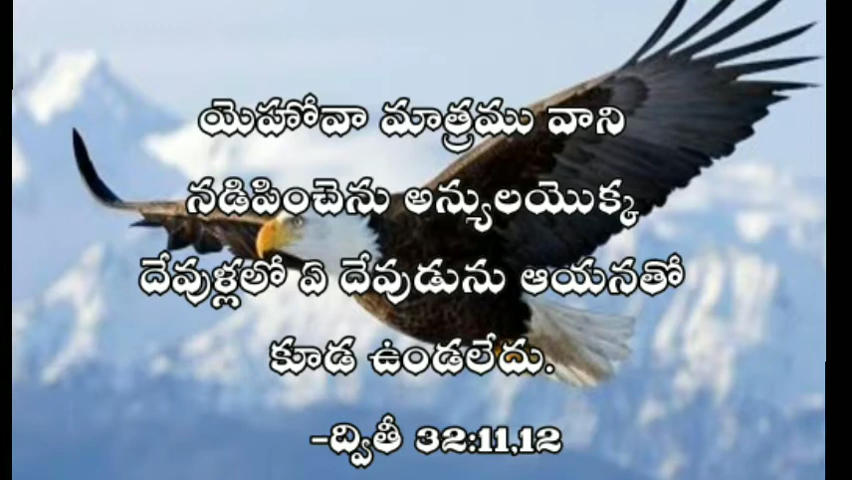 యెహోవా మాత్రము వాని
నడిపించెను అన్యులయొక్క
దేవుళ్లలో ఏ దేవుడును ఆయనతో
కూడ ఉండలేదు.
-ద్వితీ 32:11,12